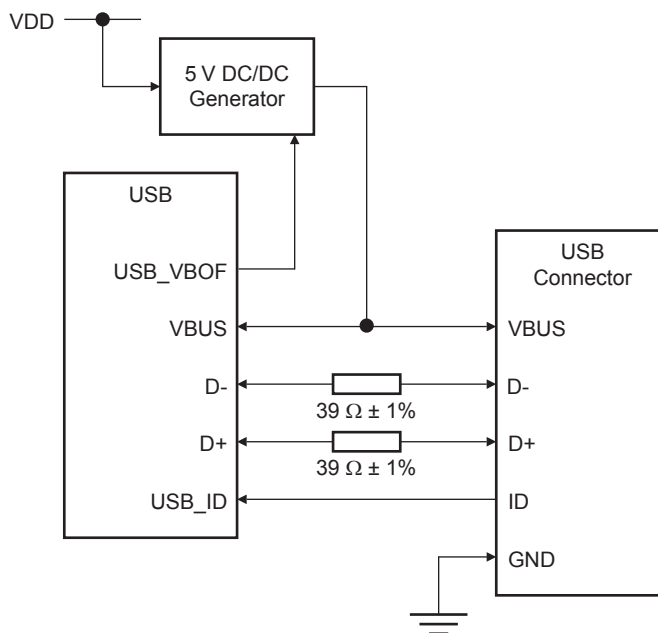 VDD
5 V DC/DC
Generator
USB
USB_VBOF
VBUS
D-
D+
USB_ID
39 Ω ± 1%
39 Ω ± 1%
USB
Connector
VBUS
D-
D+
ID
GND